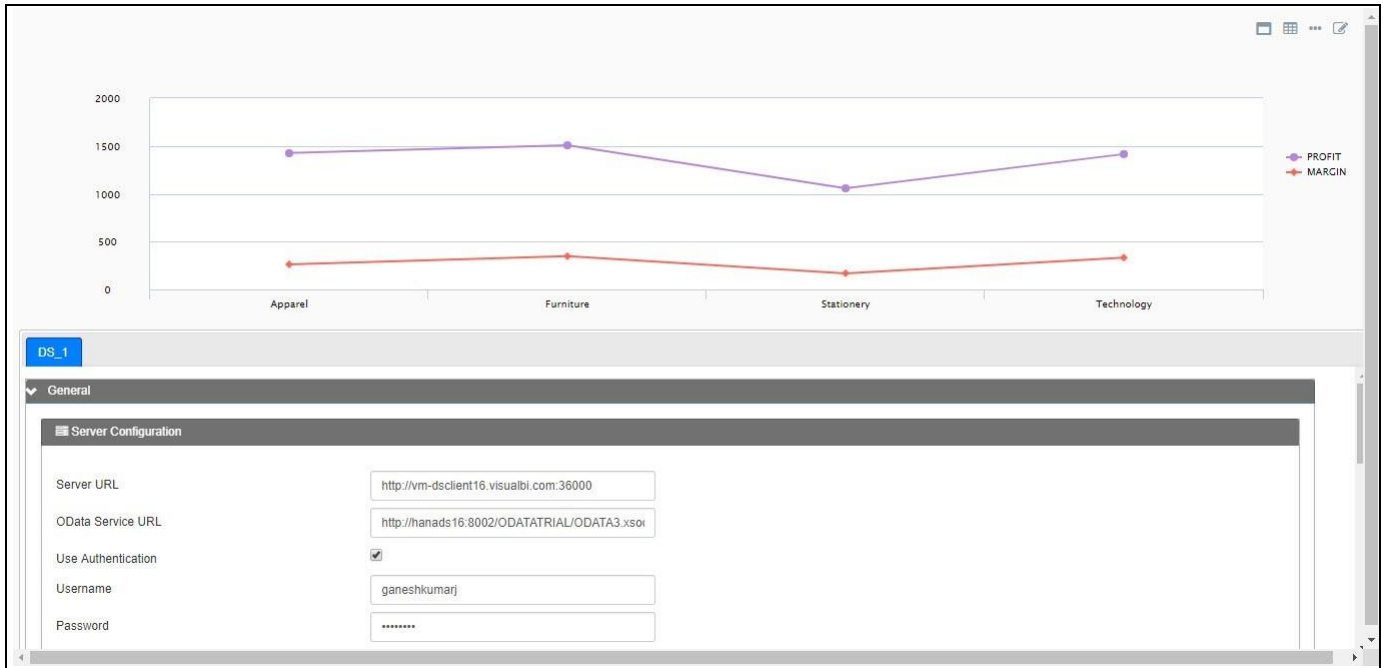 2000
1500
1000
500
0
PROFIT
MARGIN
Apparel Furniture Stationery Technology
DS_1
General
Server Configuration
Server URL http://vm-dsclient16.visualbi.com:36000
OData Service URL http://hanads16:8002/ODATATRIAL/ODATA3.xso
Use Authentication
Username ganeshkumarj
Password ••••••••